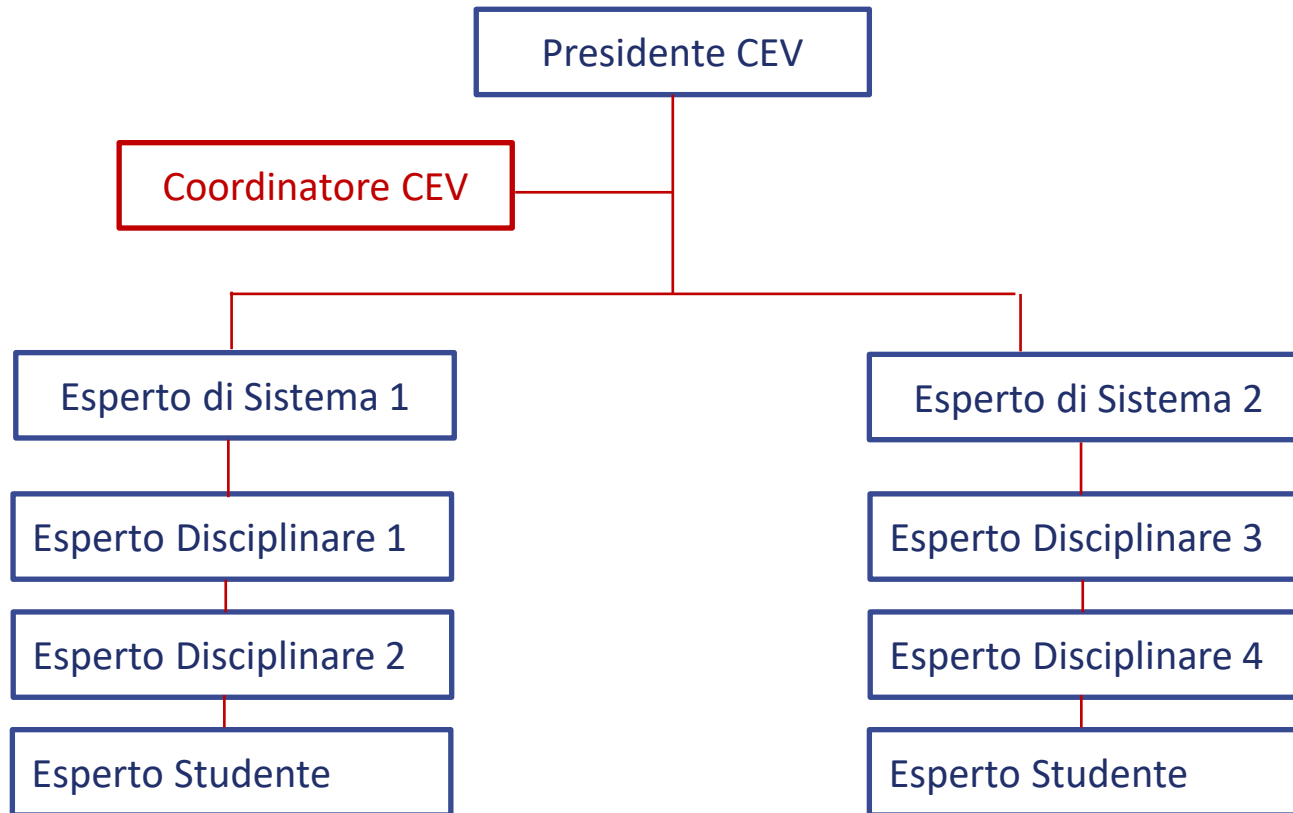 Presidente CEV
Coordinatore CEV
Esperto di Sistema 1
Esperto di Sistema 2
Esperto Disciplinare 1
Esperto Disciplinare 3
Esperto Disciplinare 2
Esperto Disciplinare 4
Esperto Studente
Esperto Studente